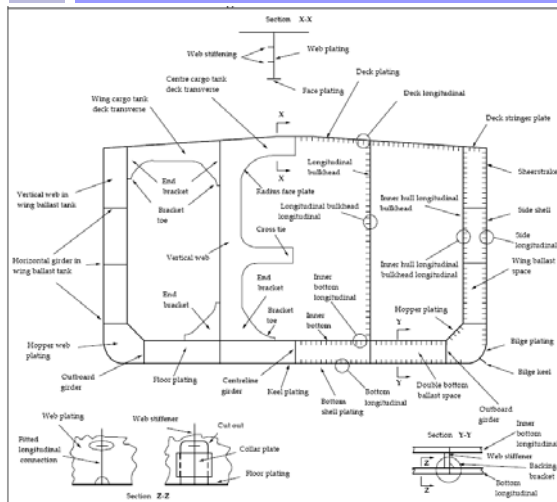 Section X-X
Web stiffening
Web plating
Face plating
Centre cargo tank
deck transverse
Wing cargo tank
deck transverse
Deck plating
Deck longitudinal
Deck stringer plate
X
X
Vertical web in
wing ballast tank
End
bracket
Bracket
toe
Radius face plate
Longitudinal
bulkhead
Longitudinal bulkhead
longitudinal
Inner hull longitudinal
bulkhead
Sheerstrake
Side shell
Side
longitudinal
Cross tie
Vertical web
Horizontal girder in
wing ballast tank
Inner hull longitudinal
bulkhead longitudinal
Wing ballast
space
End
bracket
End
bracket
Bracket
toe
Inner
bottom
longitudinal
Inner
bottom
Hopper plating
Y
Y
Hopper web
plating
Outboard
girder
Floor plating
Centreline
girder
Keel plating
Bottom
shell plating
Bottom
longitudinal
Double bottom
ballast space
Outboard
girder
Bilge plating
Bilge keel
Web plating
Fitted
longitudinal
connection
Web stiffener
Cut out
Collar plate
Floor plating
Section Z-Z
Section Y-Y
Inner
bottom
longitudinal
Web stiffener
Backing
bracket
Bottom
longitudinal
Z
Z